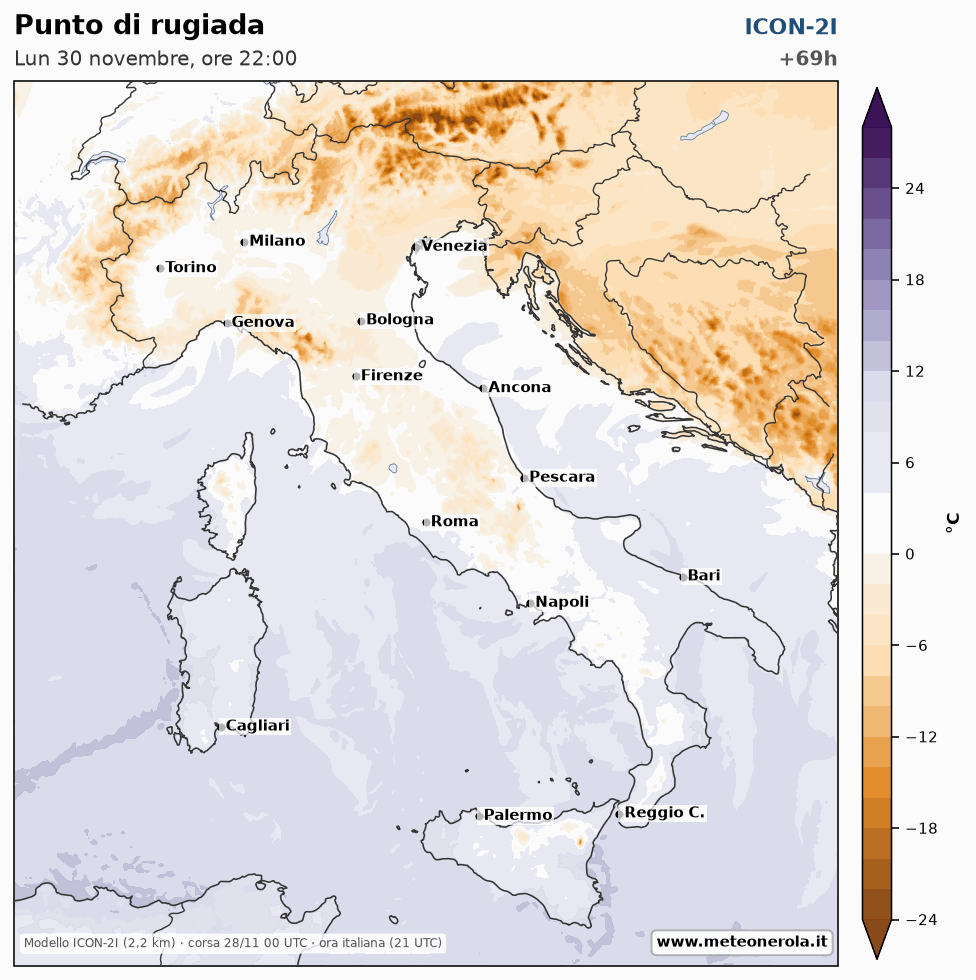 Punto di rugiada
ICON-2I
Lun 30 novembre, ore 22:00
+69h
Milano
Venezia
Torino
Genova
Bologna
Firenze
Ancona
Pescara
Roma
Bari
Napoli
Cagliari
Palermo
Reggio C.
24
18
12
6
0
−6
−12
−18
−24
°C
Modello ICON-2I (2,2 km) · corsa 28/11 00 UTC · ora italiana (21 UTC)
www.meteonerola.it